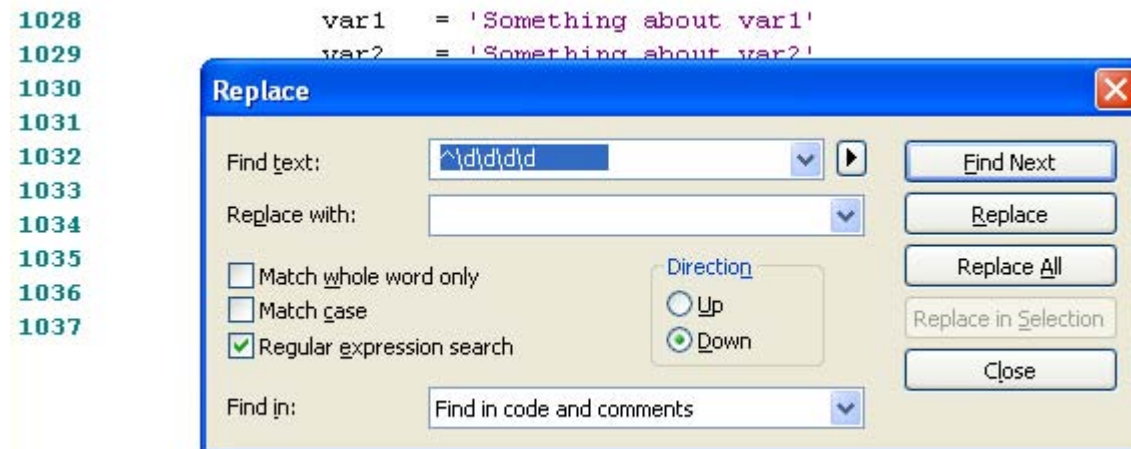 1028 var1 = 'Something about var1'
1029 var2 = 'Something about var2'
1030
1031
1032
1033
1034
1035
1036
1037
Replace
Find text: ^\d\d\d\d
Replace with:
Match whole word only
Match case
Regular expression search
Direction
Up
Down
Find in: Find in code and comments
Find Next
Replace
Replace All
Replace in Selection
Close